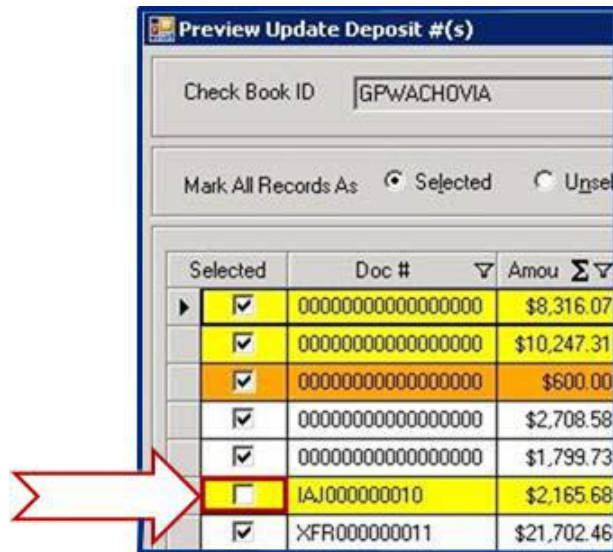 Preview Update Deposit #(s)
Check Book ID GPWACHOVIA
Mark All Records As Selected Unsel
Selected Doc # Amou Σ
00000000000000000 $8,316.07
00000000000000000 $10,247.31
00000000000000000 $600.00
00000000000000000 $2,708.58
00000000000000000 $1,799.73
IAJ000000010 $2,165.68
XFR000000011 $21,702.46